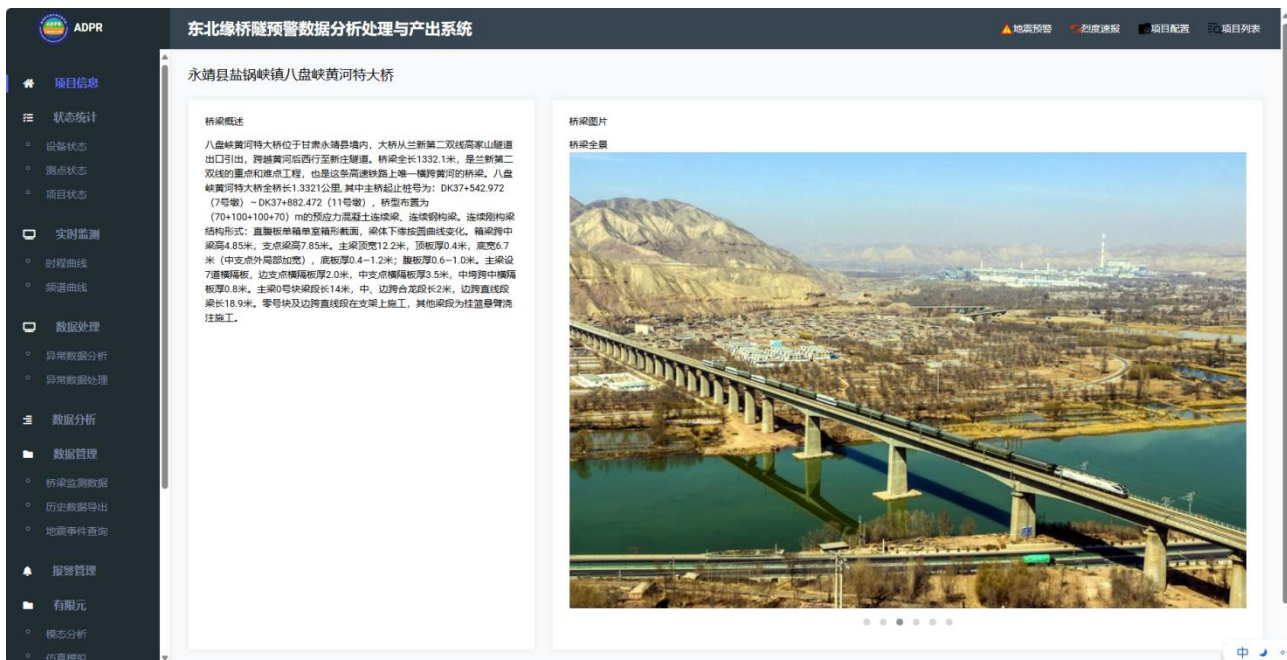 ADPR
东北缘桥隧预警数据分析处理与产出系统
地震预警
烈度速报
项目配置
项目列表
项目信息
状态统计
设备状态
测点状态
项目状态
实时监测
时程曲线
频谱曲线
数据处理
异常数据分析
异常数据处理
数据分析
数据管理
桥梁监测数据
历史数据导出
地震事件查询
报警管理
有限元
模态分析
仿真模拟
永靖县盐锅峡镇八盘峡黄河特大桥
桥梁概述
八盘峡黄河特大桥位于甘肃永靖县境内，大桥从兰新第二双线高家山隧道
出口引出，跨越黄河后西行至新庄隧道。桥梁全长1332.1米，是兰新第二
双线的重点和难点工程，也是这条高速铁路上唯一横跨黄河的桥梁。八盘
峡黄河特大桥全桥长1.3321公里,其中主桥起止桩号为：DK37+542.972
（7号墩）~DK37+882.472（11号墩），桥型布置为
（70+100+100+70）m的预应力混凝土连续梁、连续钢构梁。连续刚构梁
结构形式：直腹板单箱单室箱形截面，梁体下缘按圆曲线变化。箱梁跨中
梁高4.85米，支点梁高7.85米。主梁顶宽12.2米，顶板厚0.4米，底宽6.7
米（中支点外局部加宽），底板厚0.4—1.2米；腹板厚0.6—1.0米。主梁设
7道横隔板，边支点横隔板厚2.0米，中支点横隔板厚3.5米，中垮跨中横隔
板厚0.8米。主梁0号块梁段长14米，中、边跨合龙段长2米，边跨直线段
梁长18.9米。零号块及边跨直线段在支架上施工，其他梁段为挂篮悬臂浇
注施工。
桥梁图片
桥梁全景
中